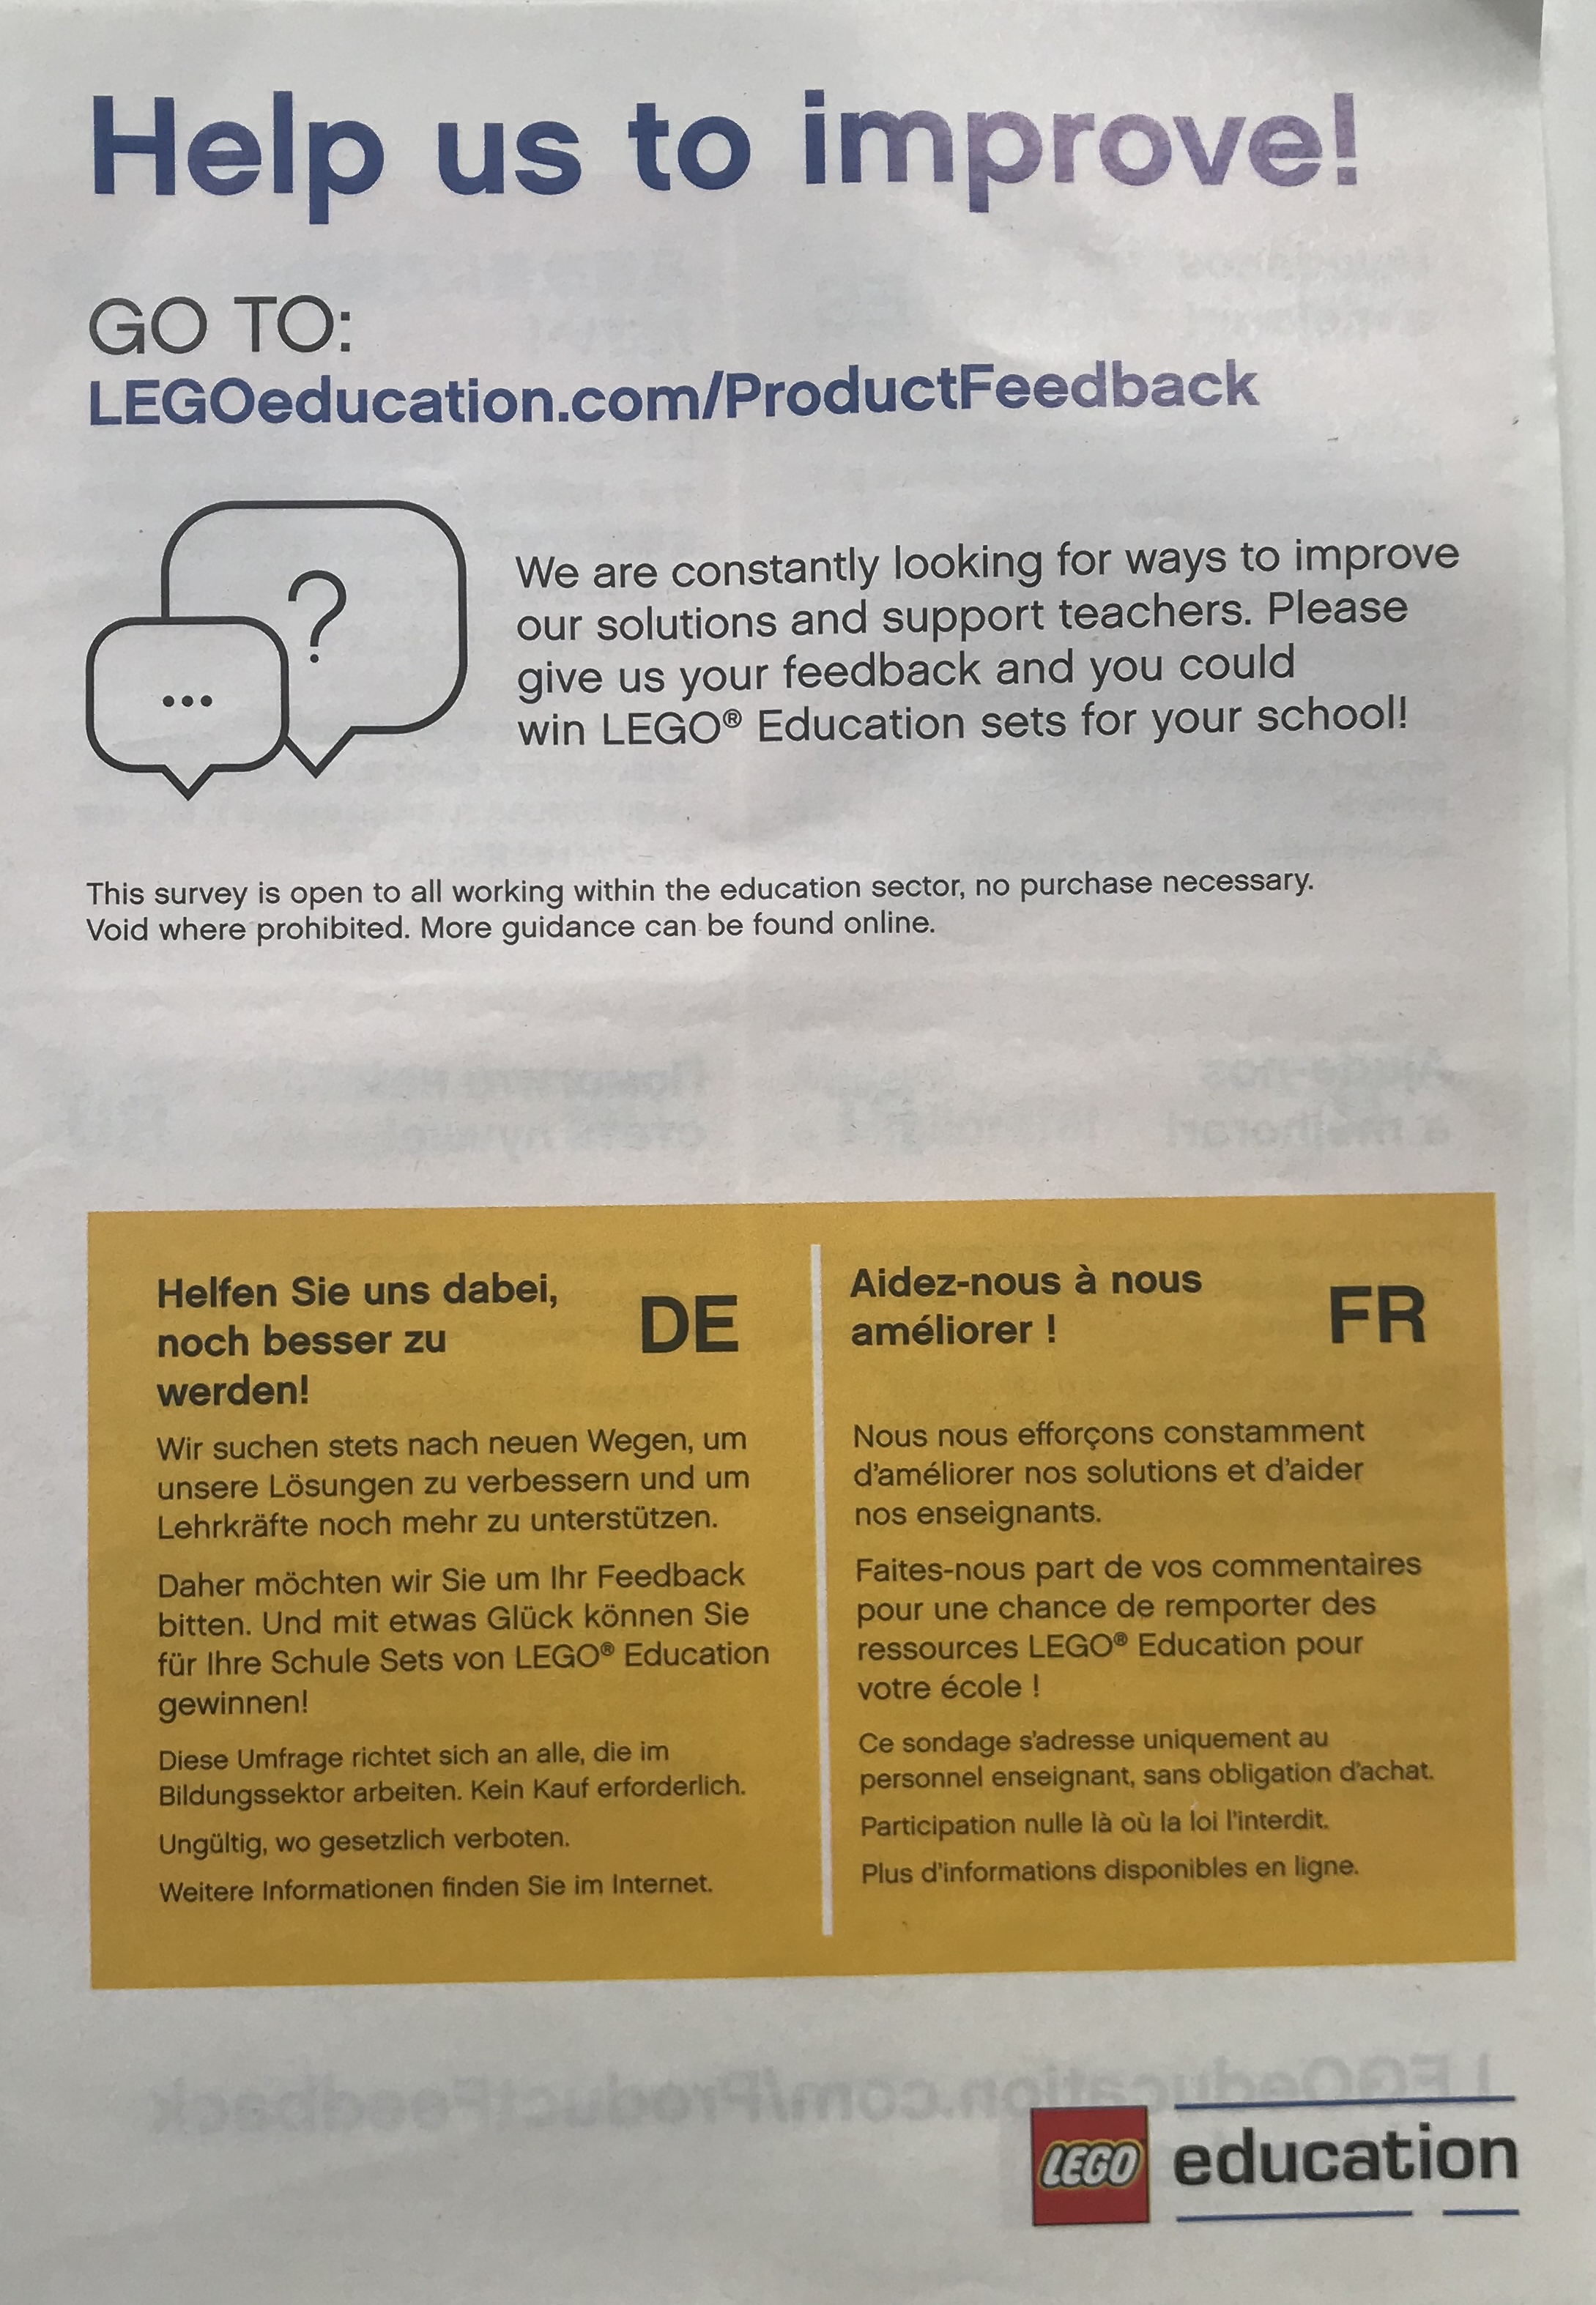 Help us to improve!
GO TO:
LEGOeducation.com/ProductFeedback
?
...
We are constantly looking for ways to improve
our solutions and support teachers. Please
give us your feedback and you could
win LEGO® Education sets for your school!
This survey is open to all working within the education sector, no purchase necessary.
Void where prohibited. More guidance can be found online.
Helfen Sie uns dabei,
noch besser zu
werden!
DE
Wir suchen stets nach neuen Wegen, um
unsere Lösungen zu verbessern und um
Lehrkräfte noch mehr zu unterstützen.
Daher möchten wir Sie um Ihr Feedback
bitten. Und mit etwas Glück können Sie
für Ihre Schule Sets von LEGO® Education
gewinnen!
Diese Umfrage richtet sich an alle, die im
Bildungssektor arbeiten. Kein Kauf erforderlich.
Ungültig, wo gesetzlich verboten.
Weitere Informationen finden Sie im Internet.
Aidez-nous à nous
améliorer !
FR
Nous nous efforçons constamment
d'améliorer nos solutions et d'aider
nos enseignants.
Faites-nous part de vos commentaires
pour une chance de remporter des
ressources LEGO® Education pour
votre école !
Ce sondage s'adresse uniquement au
personnel enseignant, sans obligation d'achat.
Participation nulle là où la loi l'interdit.
Plus d'informations disponibles en ligne.
LEGOeducation.com/ProductFeedback
LEGO education